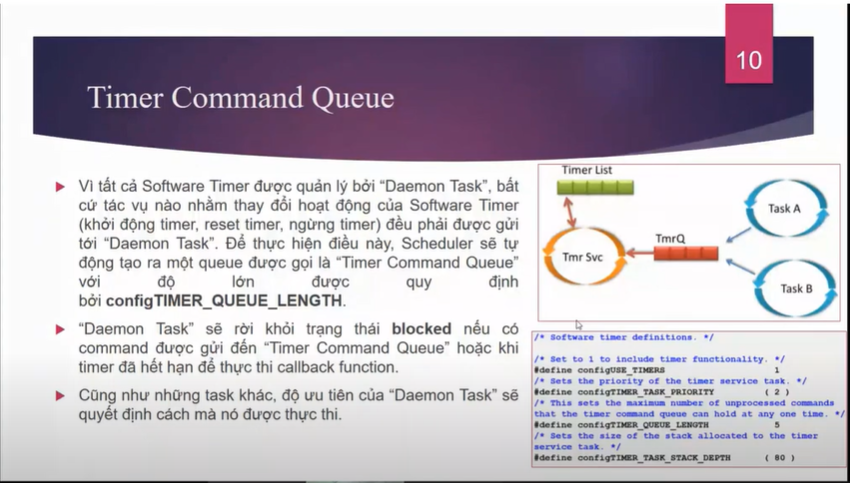 10
Timer Command Queue
Vì tất cả Software Timer được quản lý bởi “Daemon Task”, bất
cứ tác vụ nào nhằm thay đổi hoạt động của Software Timer
(khởi động timer, reset timer, ngừng timer) đều phải được gửi
tới “Daemon Task”. Để thực hiện điều này, Scheduler sẽ tự
động tạo ra một queue được gọi là “Timer Command Queue”
với độ lớn được quy định
bởi configTIMER_QUEUE_LENGTH.
“Daemon Task” sẽ rời khỏi trạng thái blocked nếu có
command được gửi đến “Timer Command Queue” hoặc khi
timer đã hết hạn để thực thi callback function.
Cũng như những task khác, độ ưu tiên của “Daemon Task” sẽ
quyết định cách mà nó được thực thi.
Timer List
Task A
TmrQ
Tmr Svc
Task B
/* Software timer definitions. */
/* Set to 1 to include timer functionality. */
#define configUSE_TIMERS 1
/* Sets the priority of the timer service task. */
#define configTIMER_TASK_PRIORITY ( 2 )
/* This sets the maximum number of unprocessed commands
that the timer command queue can hold at any one time. */
#define configTIMER_QUEUE_LENGTH 5
/* Sets the size of the stack allocated to the timer
service task. */
#define configTIMER_TASK_STACK_DEPTH ( 80 )